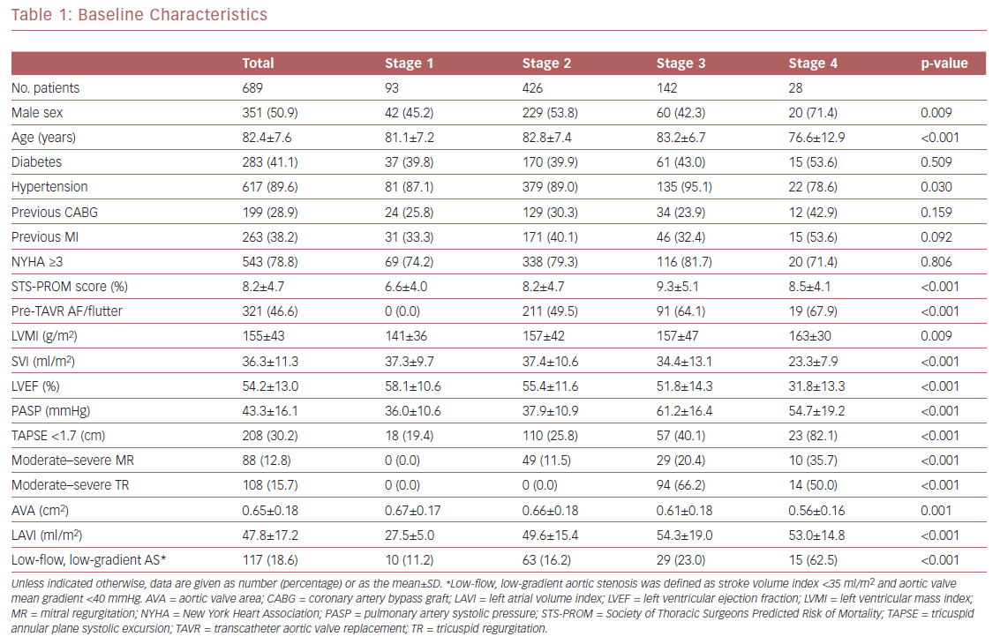 Table 1: Baseline Characteristics
Total Stage 1 Stage 2 Stage 3 Stage 4 p-value
No. patients 689 93 426 142 28
Male sex 351 (50.9) 42 (45.2) 229 (53.8) 60 (42.3) 20 (71.4) 0.009
Age (years) 82.4±7.6 81.1±7.2 82.8±7.4 83.2±6.7 76.6±12.9 <0.001
Diabetes 283 (41.1) 37 (39.8) 170 (39.9) 61 (43.0) 15 (53.6) 0.509
Hypertension 617 (89.6) 81 (87.1) 379 (89.0) 135 (95.1) 22 (78.6) 0.030
Previous CABG 199 (28.9) 24 (25.8) 129 (30.3) 34 (23.9) 12 (42.9) 0.159
Previous MI 263 (38.2) 31 (33.3) 171 (40.1) 46 (32.4) 15 (53.6) 0.092
NYHA ≥3 543 (78.8) 69 (74.2) 338 (79.3) 116 (81.7) 20 (71.4) 0.806
STS-PROM score (%) 8.2±4.7 6.6±4.0 8.2±4.7 9.3±5.1 8.5±4.1 <0.001
Pre-TAVR AF/flutter 321 (46.6) 0 (0.0) 211 (49.5) 91 (64.1) 19 (67.9) <0.001
LVMI (g/m²) 155±43 141±36 157±42 157±47 163±30 0.009
SVI (ml/m²) 36.3±11.3 37.3±9.7 37.4±10.6 34.4±13.1 23.3±7.9 <0.001
LVEF (%) 54.2±13.0 58.1±10.6 55.4±11.6 51.8±14.3 31.8±13.3 <0.001
PASP (mmHg) 43.3±16.1 36.0±10.6 37.9±10.9 61.2±16.4 54.7±19.2 <0.001
TAPSE <1.7 (cm) 208 (30.2) 18 (19.4) 110 (25.8) 57 (40.1) 23 (82.1) <0.001
Moderate–severe MR 88 (12.8) 0 (0.0) 49 (11.5) 29 (20.4) 10 (35.7) <0.001
Moderate–severe TR 108 (15.7) 0 (0.0) 0 (0.0) 94 (66.2) 14 (50.0) <0.001
AVA (cm²) 0.65±0.18 0.67±0.17 0.66±0.18 0.61±0.18 0.56±0.16 0.001
LAVI (ml/m²) 47.8±17.2 27.5±5.0 49.6±15.4 54.3±19.0 53.0±14.8 <0.001
Low-flow, low-gradient AS* 117 (18.6) 10 (11.2) 63 (16.2) 29 (23.0) 15 (62.5) <0.001
Unless indicated otherwise, data are given as number (percentage) or as the mean±SD. *Low-flow, low-gradient aortic stenosis was defined as stroke volume index <35 ml/m² and aortic valve
mean gradient <40 mmHg. AVA = aortic valve area; CABG = coronary artery bypass graft; LAVI = left atrial volume index; LVEF = left ventricular ejection fraction; LVMI = left ventricular mass index;
MR = mitral regurgitation; NYHA = New York Heart Association; PASP = pulmonary artery systolic pressure; STS-PROM = Society of Thoracic Surgeons Predicted Risk of Mortality; TAPSE = tricuspid
annular plane systolic excursion; TAVR = transcatheter aortic valve replacement; TR = tricuspid regurgitation.